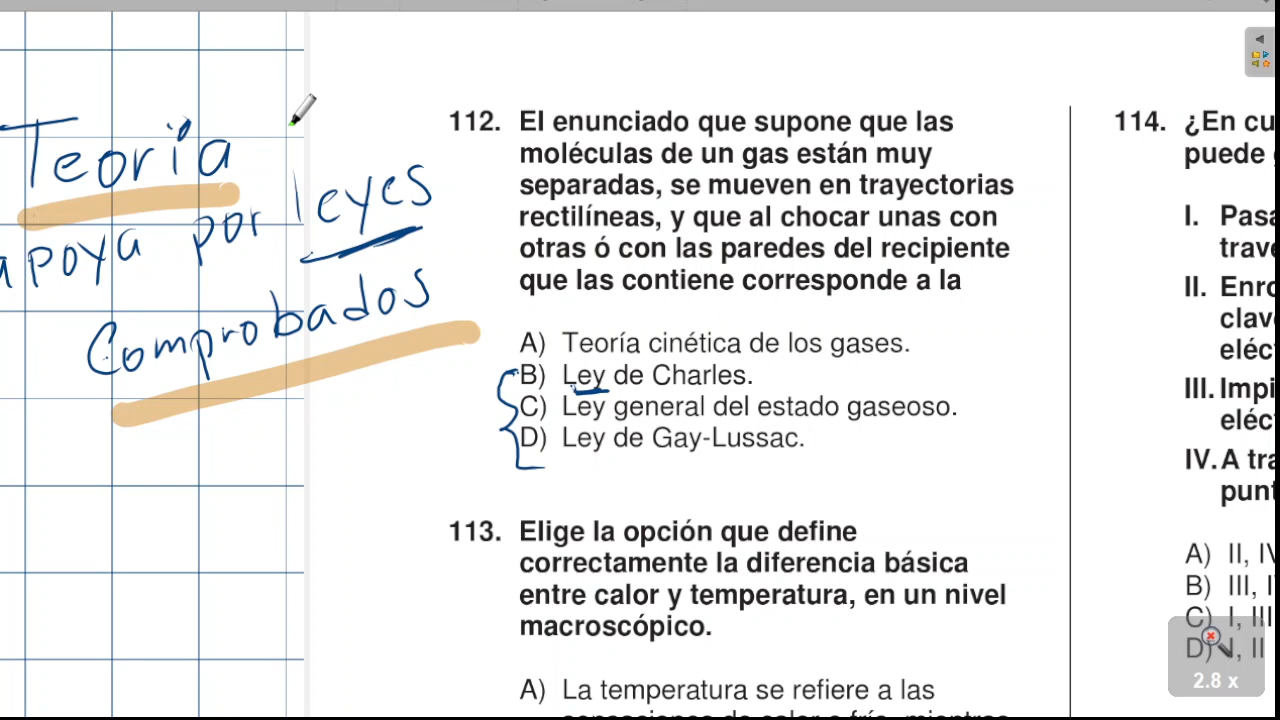 Teoría
apoya por leyes
Comprobados
112. El enunciado que supone que las
moléculas de un gas están muy
separadas, se mueven en trayectorias
rectilíneas, y que al chocar unas con
otras ó con las paredes del recipiente
que las contiene corresponde a la
A) Teoría cinética de los gases.
B) Ley de Charles.
C) Ley general del estado gaseoso.
D) Ley de Gay-Lussac.
113. Elige la opción que define
correctamente la diferencia básica
entre calor y temperatura, en un nivel
macroscópico.
A) La temperatura se refiere a las
114. ¿En cu
puede
I. Pasa
trave
II. Enro
clav
eléc
III. Impi
eléct
IV. A tra
punt
A) II, IV
B) III, I
C) I, III
D) I, II
2.8 x